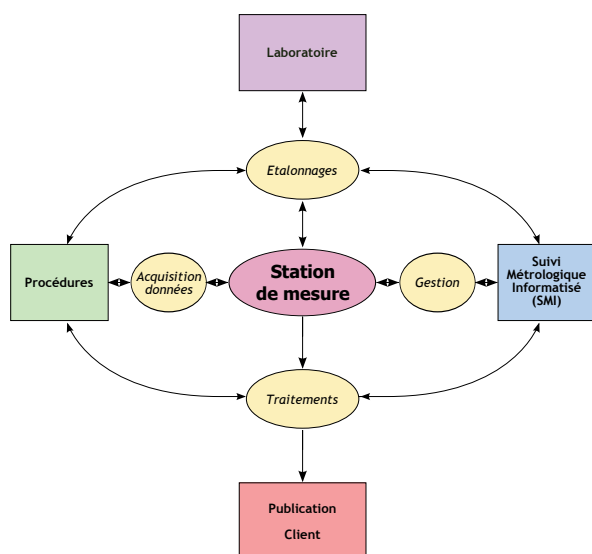 Laboratoire
Etalonnages
Procédures
Acquisition
données
Station
de mesure
Gestion
Suivi
Métrologique
Informatisé
(SMI)
Traitements
Publication
Client